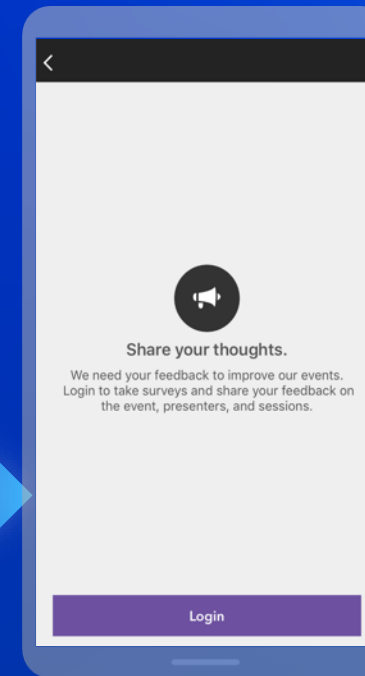 Share your thoughts.
We need your feedback to improve our events.
Login to take surveys and share your feedback on
the event, presenters, and sessions.
Login